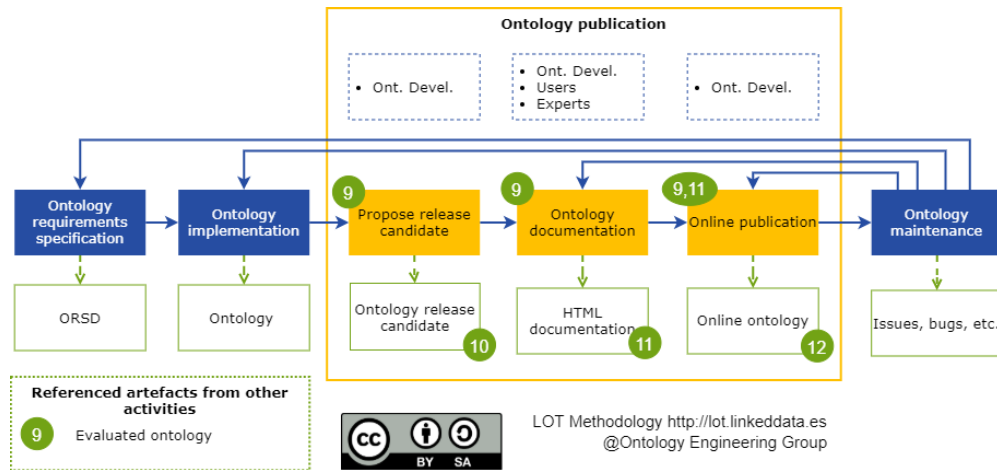 Ontology publication
• Ont. Devel.
• Ont. Devel.
• Users
• Experts
• Ont. Devel.
9
9
9,11
Ontology
requirements
specification
Ontology
implementation
Propose release
candidate
Ontology
documentation
Online publication
Ontology
maintenance
ORSD
Ontology
Ontology release
candidate
10
HTML
documentation
11
Online ontology
12
Issues, bugs, etc.
Referenced artefacts from other
activities
9
Evaluated ontology
cc
BY SA
LOT Methodology http://lot.linkeddata.es
@Ontology Engineering Group